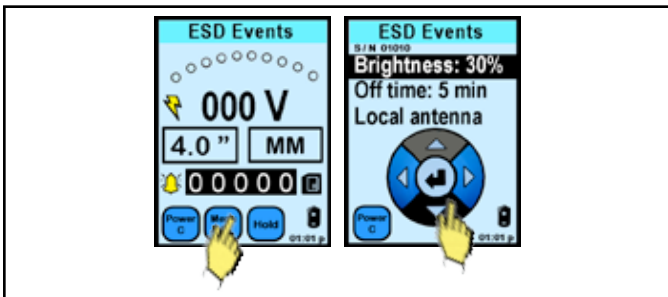 ESD Events
000 V
4.0 " MM
00000
Power
C
Hold
01:01 p
ESD Events
S/N 01010
Brightness: 30%
Off time: 5 min
Local antenna
Power
C
01:01 p